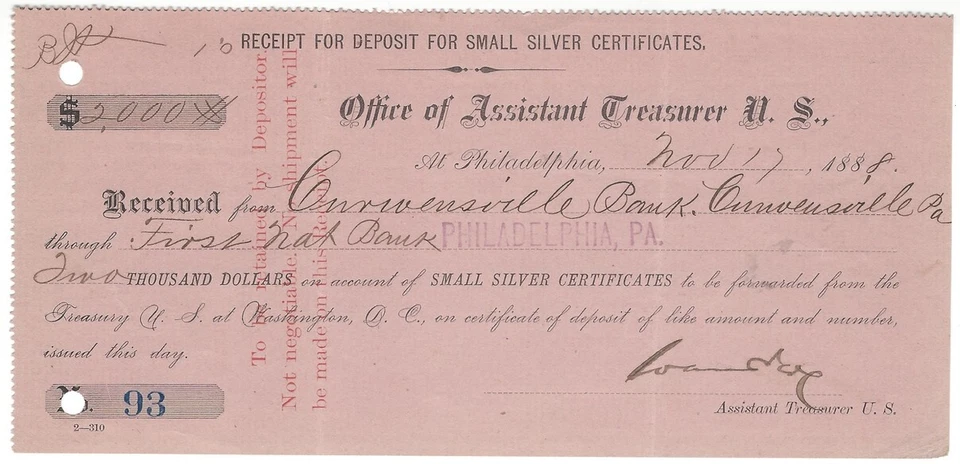 RECEIPT FOR DEPOSIT FOR SMALL SILVER CERTIFICATES.
$ 2,000
Office of Assistant Treasurer U. S.,
At Philadelphia, Nov 17, 1888.
Received from Curwensville Bank. Curwensville Pa
through First Nat Bank PHILADELPHIA, PA.
Two THOUSAND DOLLARS on account of SMALL SILVER CERTIFICATES to be forwarded from the
Treasury U. S. at Washington, D. C., on certificate of deposit of like amount and number,
issued this day.
No. 93
Assistant Treasurer U. S.
2—310
To be retained by Depositor.
Not negotiable. No shipment will
be made on this Receipt.